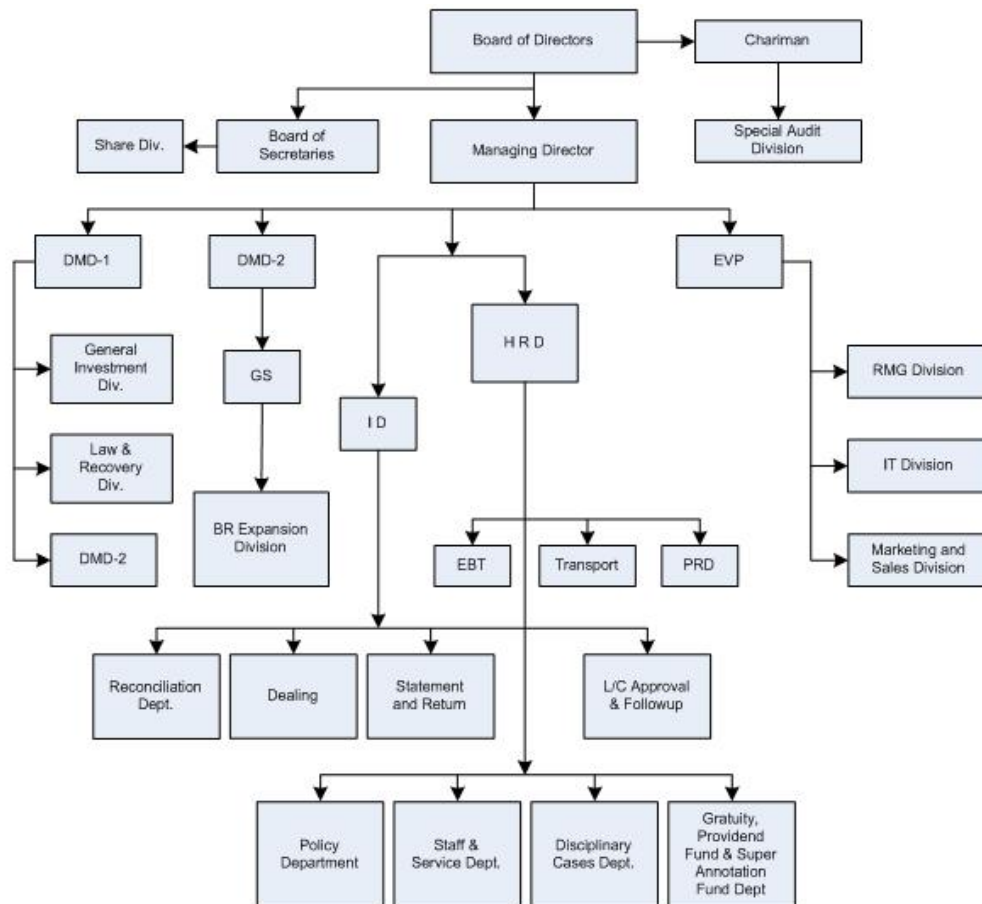 Board of Directors
Chariman
Share Div.
Board of
Secretaries
Managing Director
Special Audit
Division
DMD-1
DMD-2
EVP
General
Investment
Div.
GS
H R D
RMG Division
I D
Law &
Recovery
Div.
IT Division
BR Expansion
Division
DMD-2
EBT
Transport
PRD
Marketing and
Sales Division
Reconciliation
Dept.
Dealing
Statement
and Return
L/C Approval
& Followup
Policy
Department
Staff &
Service Dept.
Disciplinary
Cases Dept.
Gratuity,
Providend
Fund & Super
Annotation
Fund Dept